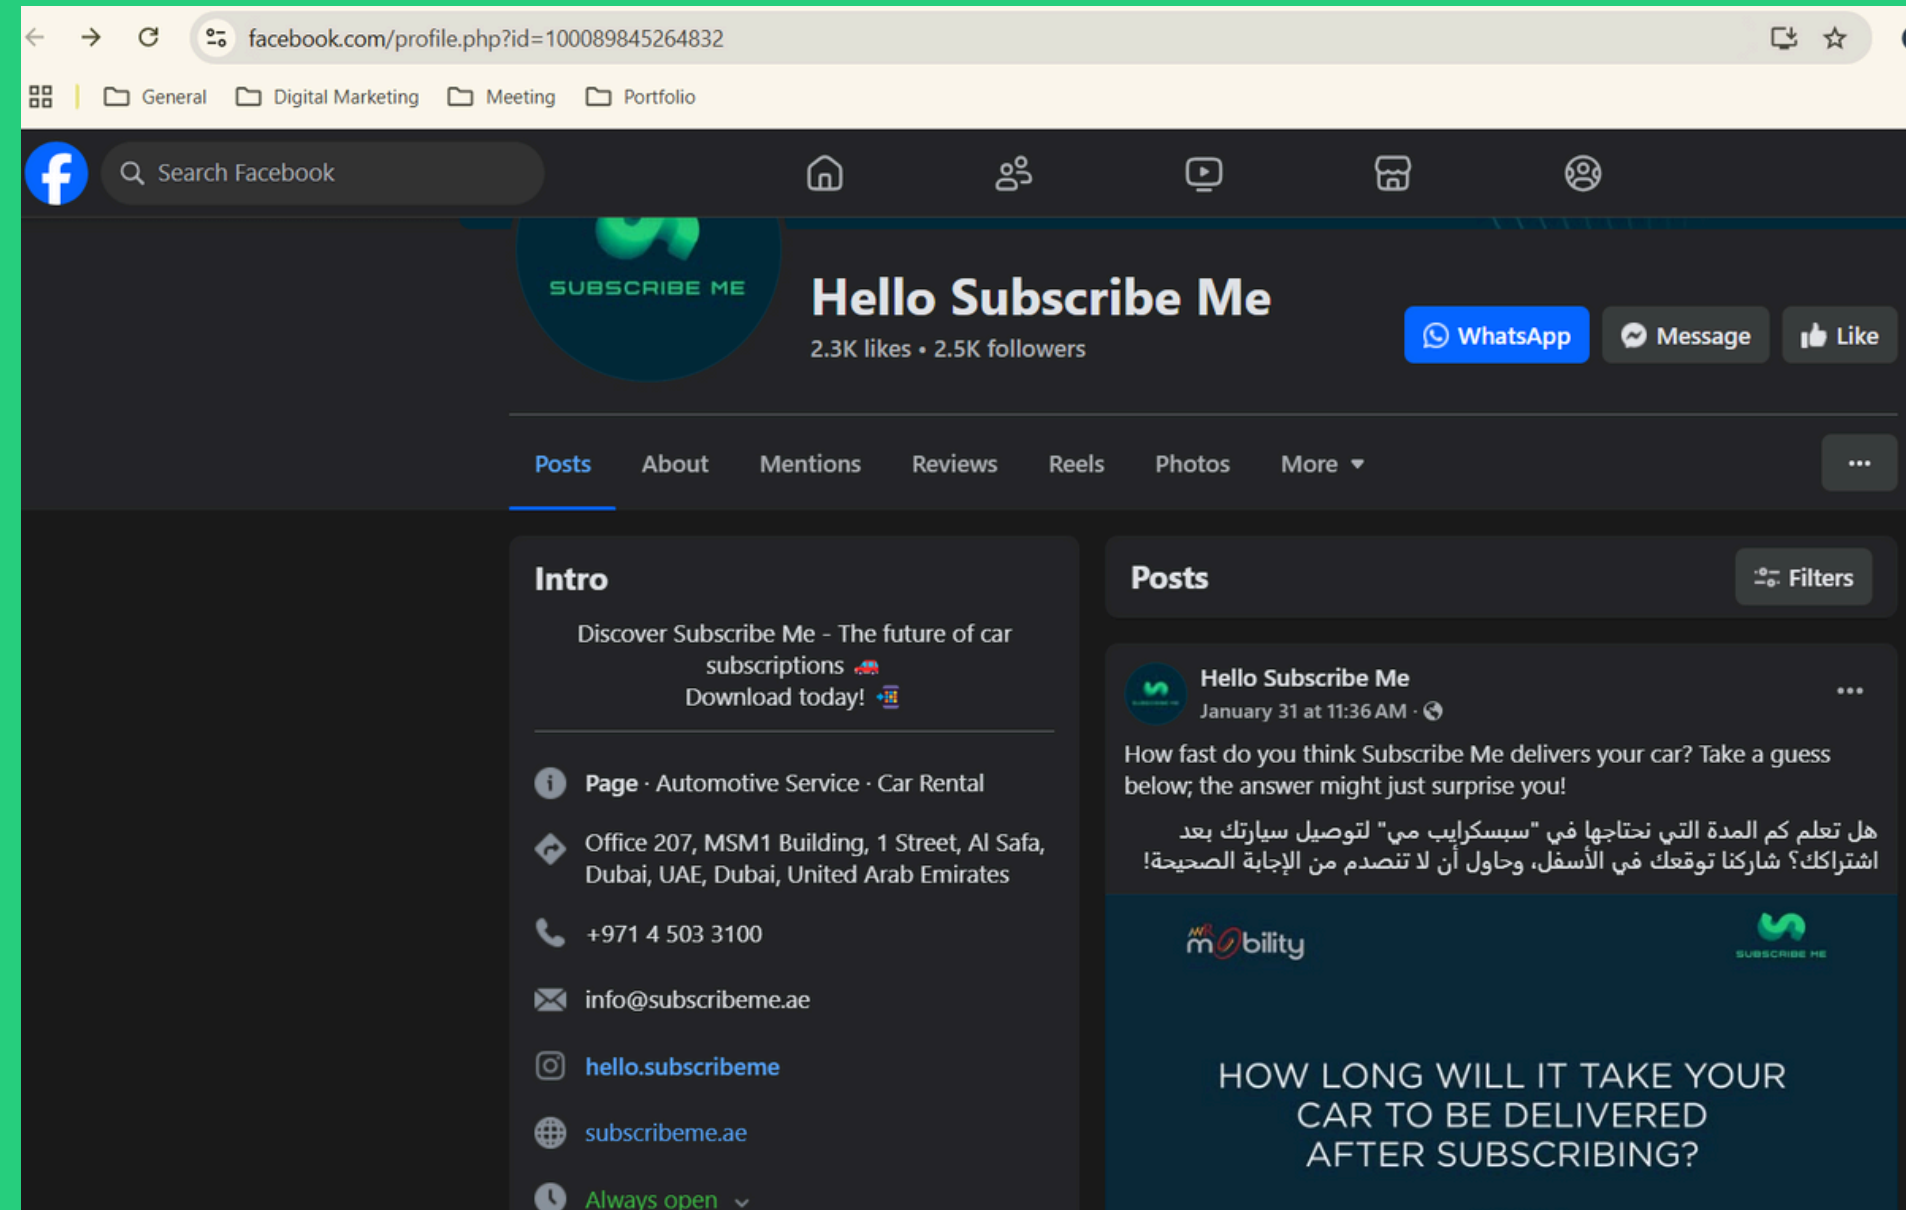 facebook.com/profile.php?id=100089845264832
General
Digital Marketing
Meeting
Portfolio
Search Facebook
SUBSCRIBE ME
Hello Subscribe Me
2.3K likes • 2.5K followers
WhatsApp
Message
Like
Posts
About
Mentions
Reviews
Reels
Photos
More
Intro
Discover Subscribe Me - The future of car
subscriptions 🚗
Download today! 📲
Page · Automotive Service · Car Rental
Office 207, MSM1 Building, 1 Street, Al Safa,
Dubai, UAE, Dubai, United Arab Emirates
+971 4 503 3100
info@subscribeme.ae
hello.subscribeme
subscribeme.ae
Always open
Posts
Filters
Hello Subscribe Me
January 31 at 11:36 AM ·
How fast do you think Subscribe Me delivers your car? Take a guess
below; the answer might just surprise you!
هل تعلم كم المدة التي نحتاجها في "سبسكرايب مي" لتوصيل سيارتك بعد
اشتراكك؟ شاركنا توقعك في الأسفل، وحاول أن لا تنصدم من الإجابة الصحيحة!
mobility
SUBSCRIBE ME
HOW LONG WILL IT TAKE YOUR
CAR TO BE DELIVERED
AFTER SUBSCRIBING?